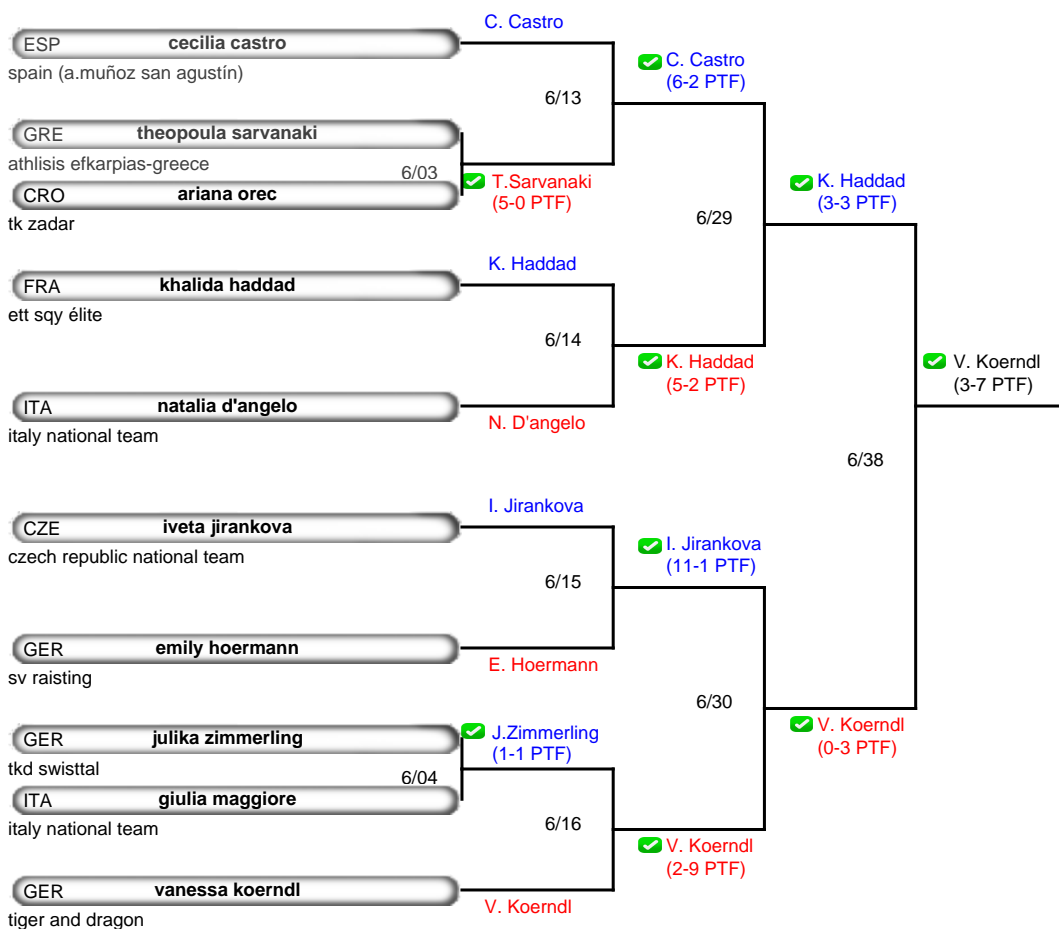 C. Castro
ESP cecilia castro
spain (a.muñoz san agustín)
C. Castro
(6-2 PTF)
6/13
GRE theopoula sarvanaki
athlisis efkarpias-greece
6/03
T.Sarvanaki
(5-0 PTF)
CRO ariana orec
tk zadar
K. Haddad
(3-3 PTF)
6/29
K. Haddad
FRA khalida haddad
ett sqy élite
6/14
K. Haddad
(5-2 PTF)
V. Koerndl
(3-7 PTF)
ITA natalia d'angelo
italy national team
N. D'angelo
6/38
I. Jirankova
CZE iveta jirankova
czech republic national team
I. Jirankova
(11-1 PTF)
6/15
GER emily hoermann
sv raisting
E. Hoermann
6/30
V. Koerndl
(0-3 PTF)
GER julika zimmerling
tkd swisttal
J.Zimmerling
(1-1 PTF)
6/04
ITA giulia maggiore
italy national team
6/16
V. Koerndl
(2-9 PTF)
GER vanessa koerndl
tiger and dragon
V. Koerndl